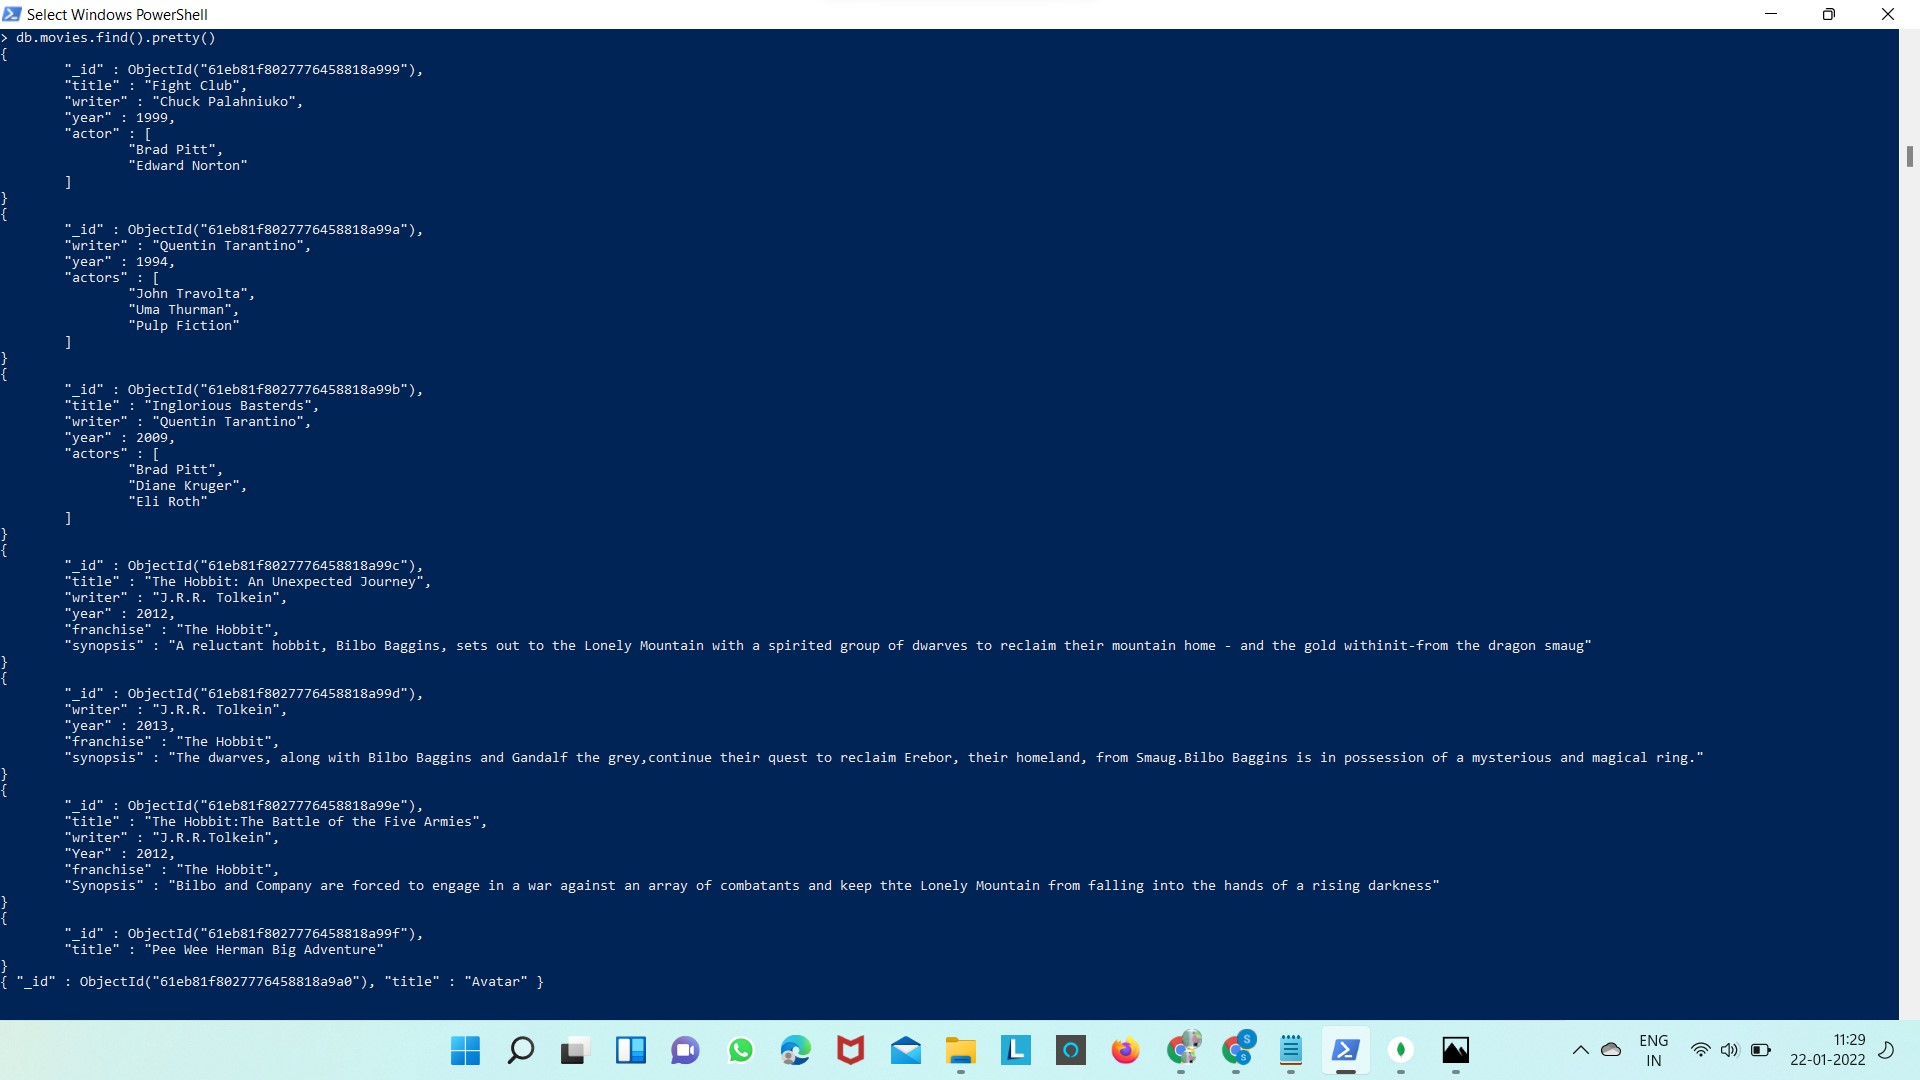 Select Windows PowerShell
> db.movies.find().pretty()
{
"_id" : ObjectId("61eb81f8027776458818a999"),
"title" : "Fight Club",
"writer" : "Chuck Palahniuko",
"year" : 1999,
"actor" : [
"Brad Pitt",
"Edward Norton"
]
}
{
"_id" : ObjectId("61eb81f8027776458818a99a"),
"writer" : "Quentin Tarantino",
"year" : 1994,
"actors" : [
"John Travolta",
"Uma Thurman",
"Pulp Fiction"
]
}
{
"_id" : ObjectId("61eb81f8027776458818a99b"),
"title" : "Inglorious Basterds",
"writer" : "Quentin Tarantino",
"year" : 2009,
"actors" : [
"Brad Pitt",
"Diane Kruger",
"Eli Roth"
]
}
{
"_id" : ObjectId("61eb81f8027776458818a99c"),
"title" : "The Hobbit: An Unexpected Journey",
"writer" : "J.R.R. Tolkein",
"year" : 2012,
"franchise" : "The Hobbit",
"synopsis" : "A reluctant hobbit, Bilbo Baggins, sets out to the Lonely Mountain with a spirited group of dwarves to reclaim their mountain home - and the gold withinit-from the dragon smaug"
}
{
"_id" : ObjectId("61eb81f8027776458818a99d"),
"writer" : "J.R.R. Tolkein",
"year" : 2013,
"franchise" : "The Hobbit",
"synopsis" : "The dwarves, along with Bilbo Baggins and Gandalf the grey,continue their quest to reclaim Erebor, their homeland, from Smaug.Bilbo Baggins is in possession of a mysterious and magical ring."
}
{
"_id" : ObjectId("61eb81f8027776458818a99e"),
"title" : "The Hobbit:The Battle of the Five Armies",
"writer" : "J.R.R.Tolkein",
"Year" : 2012,
"franchise" : "The Hobbit",
"Synopsis" : "Bilbo and Company are forced to engage in a war against an array of combatants and keep thte Lonely Mountain from falling into the hands of a rising darkness"
}
{
"_id" : ObjectId("61eb81f8027776458818a99f"),
"title" : "Pee Wee Herman Big Adventure"
}
{ "_id" : ObjectId("61eb81f8027776458818a9a0"), "title" : "Avatar" }
L
S
S
ENG
IN
11:29
22-01-2022